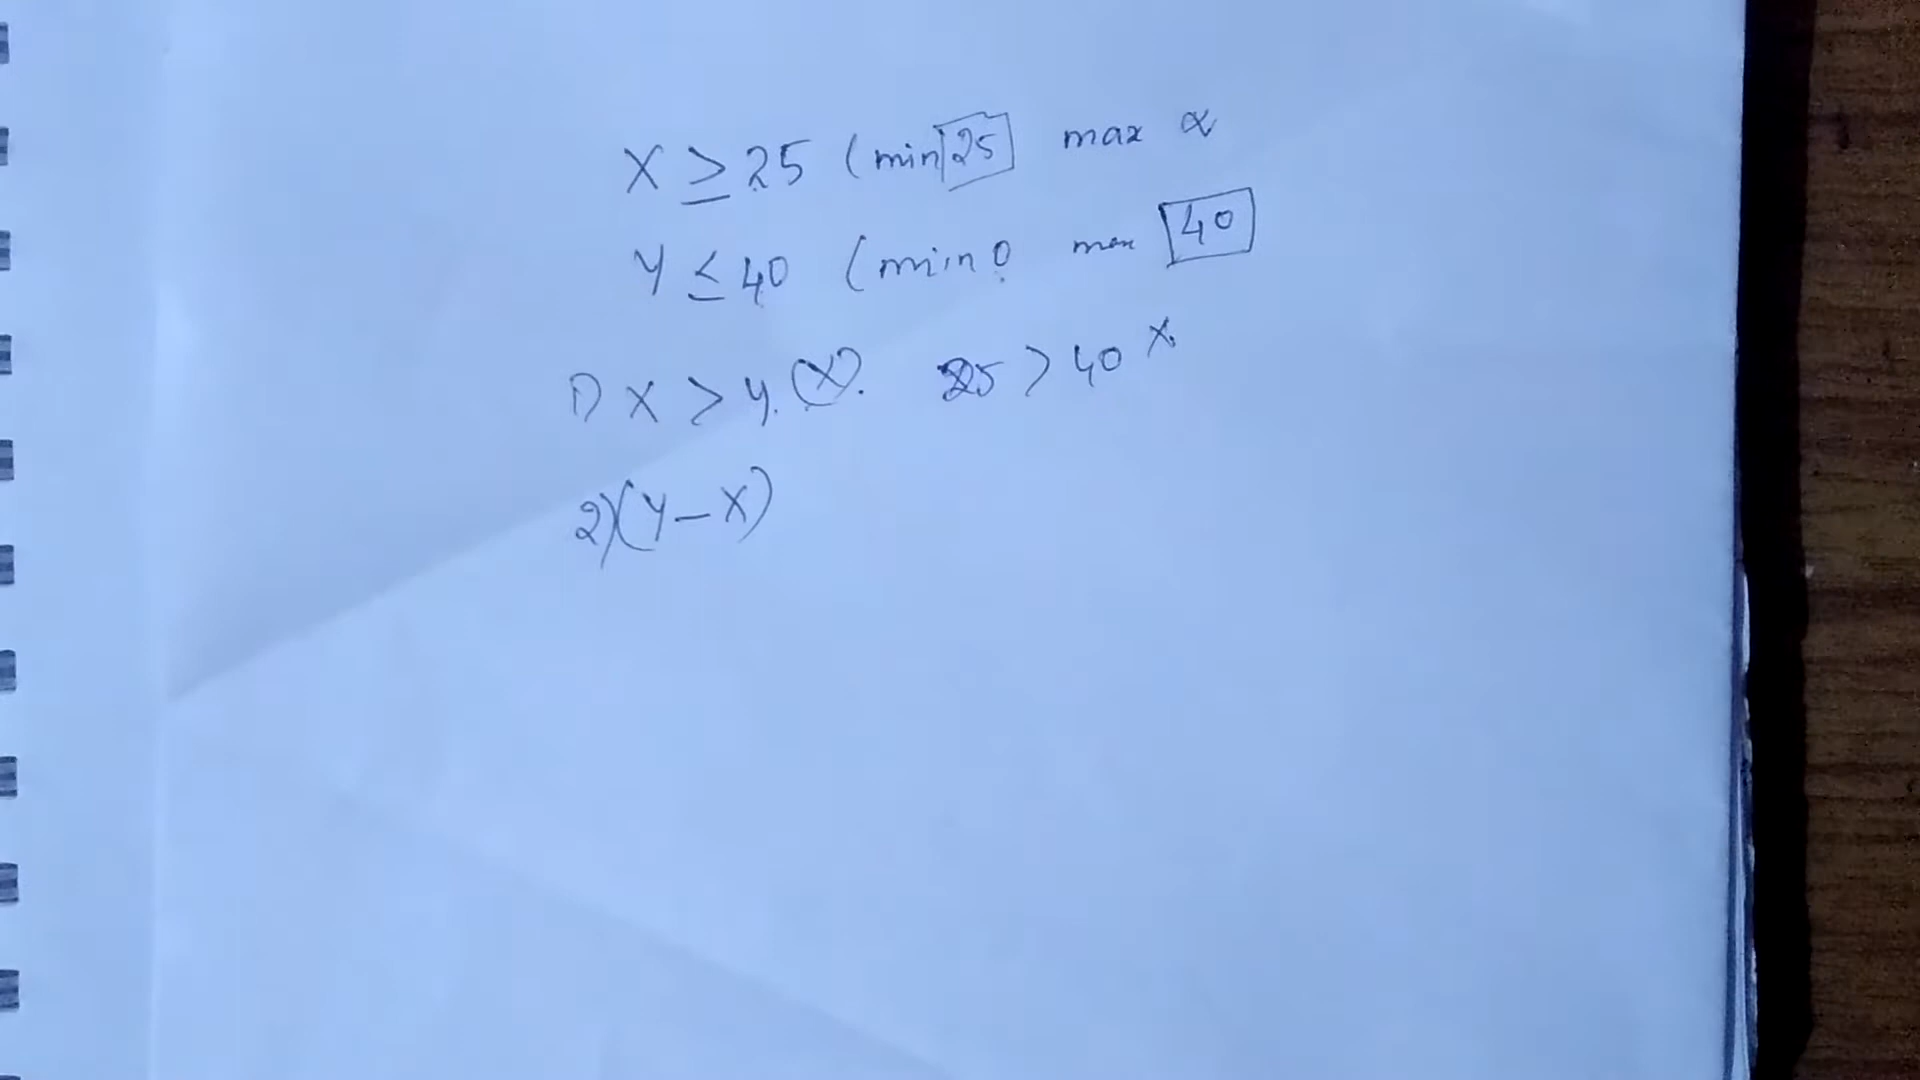 X ≥ 25 (min 25 max ∝
Y ≤ 40 (min 0 max 40
1) X > Y. (X). 25 > 40 X
2) (Y - X)